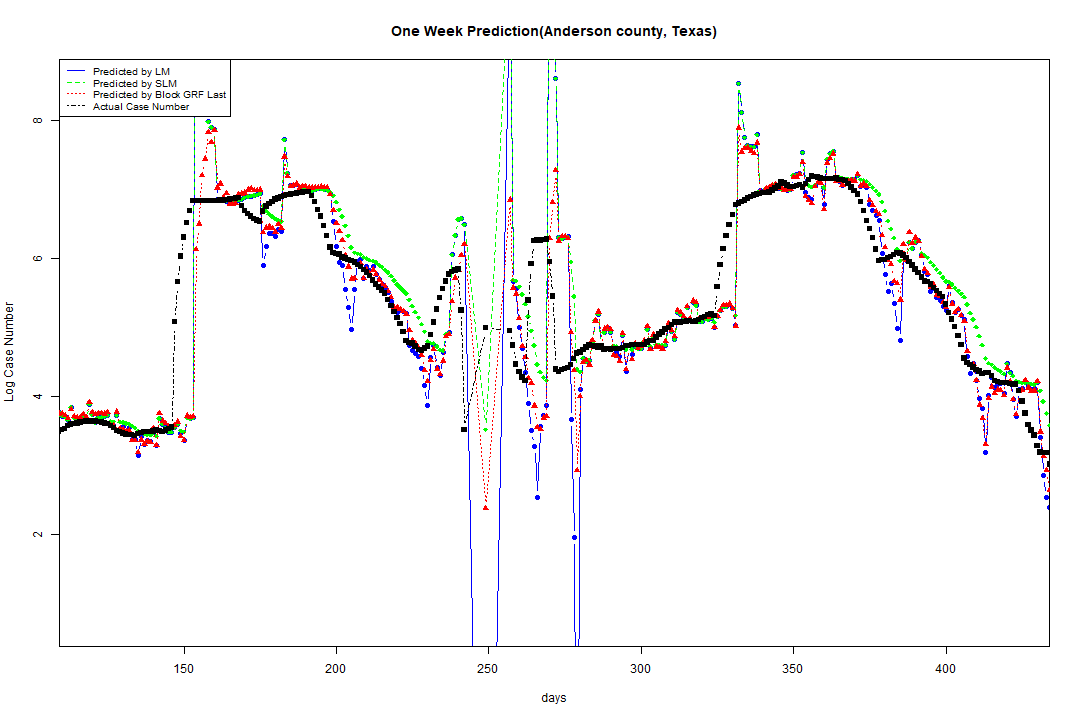 One Week Prediction(Anderson county, Texas)
Predicted by LM
Predicted by SLM
Predicted by Block GRF Last
Actual Case Number
8
6
4
2
Log Case Number
150 200 250 300 350 400
days